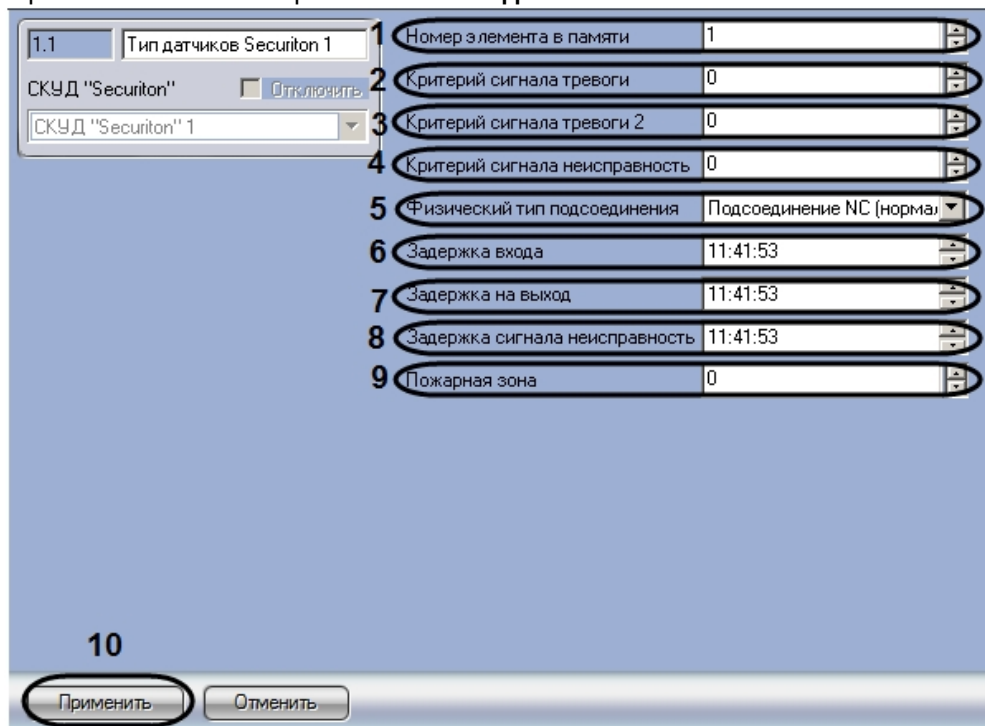 1.1 Тип датчиков Securiton 1
СКУД "Securiton" Отключить
СКУД "Securiton" 1
1 Номер элемента в памяти 1
2 Критерий сигнала тревоги 0
3 Критерий сигнала тревоги 2 0
4 Критерий сигнала неисправность 0
5 Физический тип подсоединения Подсоединение NC (нормал
6 Задержка входа 11:41:53
7 Задержка на выход 11:41:53
8 Задержка сигнала неисправность 11:41:53
9 Пожарная зона 0
10
Применить Отменить